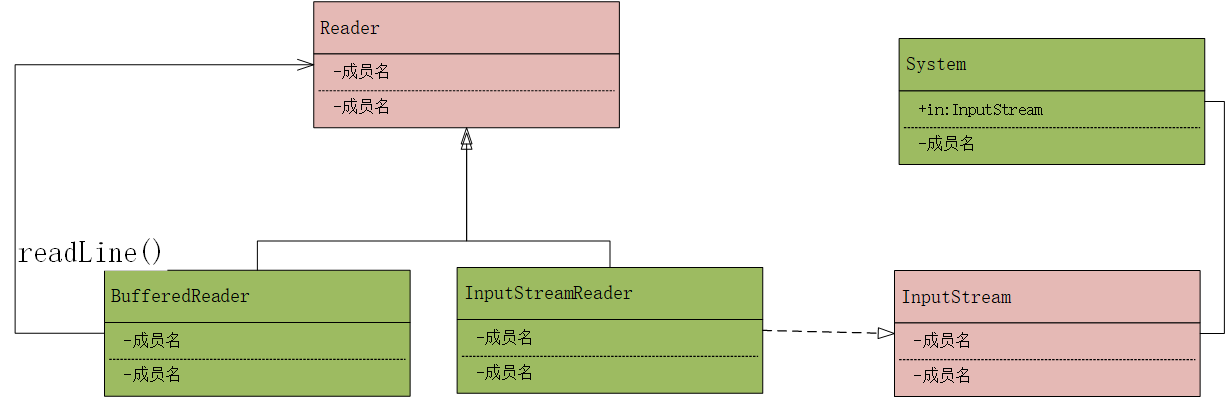 Reader
-成员名
-成员名
System
+in:InputStream
-成员名
readLine()
BufferedReader
-成员名
-成员名
InputStreamReader
-成员名
-成员名
InputStream
-成员名
-成员名